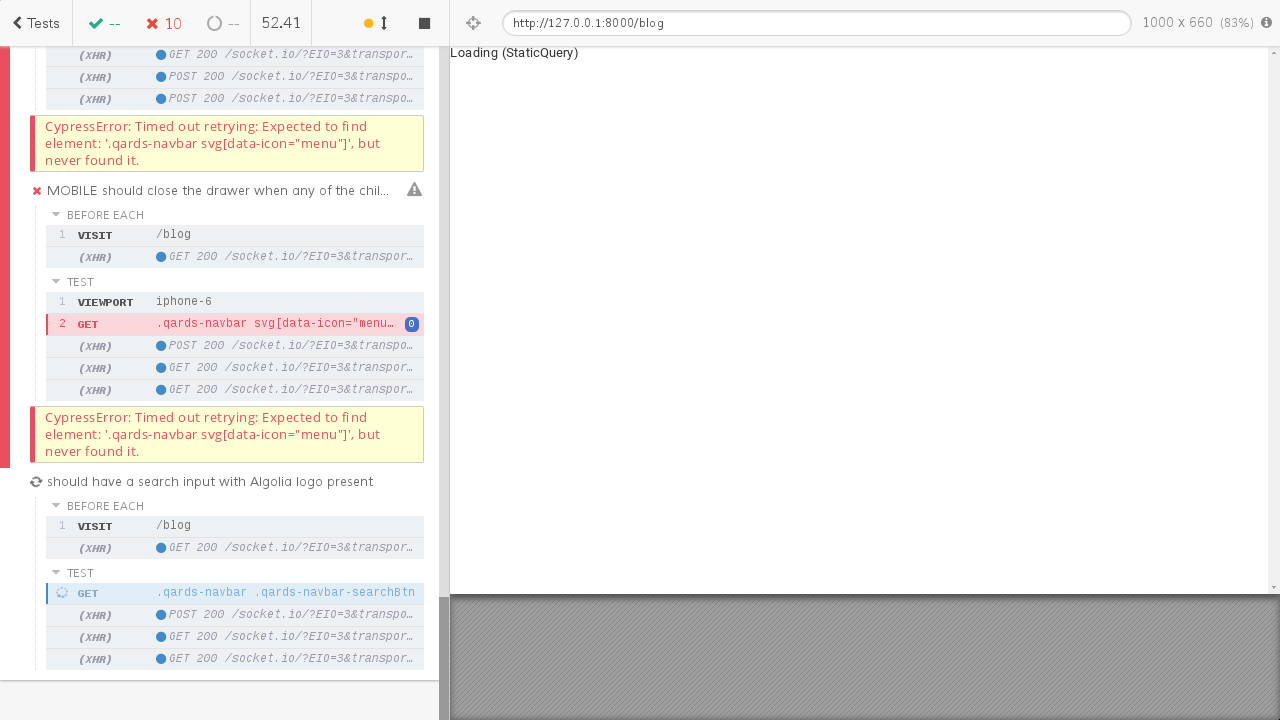 Tests -- 10 -- 52.41
http://127.0.0.1:8000/blog 1000 x 660 (83%)
(XHR) GET 200 /socket.io/?EIO=3&transpor…
(XHR) POST 200 /socket.io/?EIO=3&transpo…
(XHR) POST 200 /socket.io/?EIO=3&transpo…
CypressError: Timed out retrying: Expected to find
element: '.qards-navbar svg[data-icon="menu"]', but
never found it.
MOBILE should close the drawer when any of the chil...
BEFORE EACH
1 VISIT /blog
(XHR) GET 200 /socket.io/?EIO=3&transpor…
TEST
1 VIEWPORT iphone-6
2 GET .qards-navbar svg[data-icon="menu… 0
(XHR) POST 200 /socket.io/?EIO=3&transpo…
(XHR) GET 200 /socket.io/?EIO=3&transpor…
(XHR) GET 200 /socket.io/?EIO=3&transpor…
CypressError: Timed out retrying: Expected to find
element: '.qards-navbar svg[data-icon="menu"]', but
never found it.
should have a search input with Algolia logo present
BEFORE EACH
1 VISIT /blog
(XHR) GET 200 /socket.io/?EIO=3&transpor…
TEST
GET .qards-navbar .qards-navbar-searchBtn
(XHR) POST 200 /socket.io/?EIO=3&transpo…
(XHR) GET 200 /socket.io/?EIO=3&transpor…
(XHR) GET 200 /socket.io/?EIO=3&transpor…
Loading (StaticQuery)